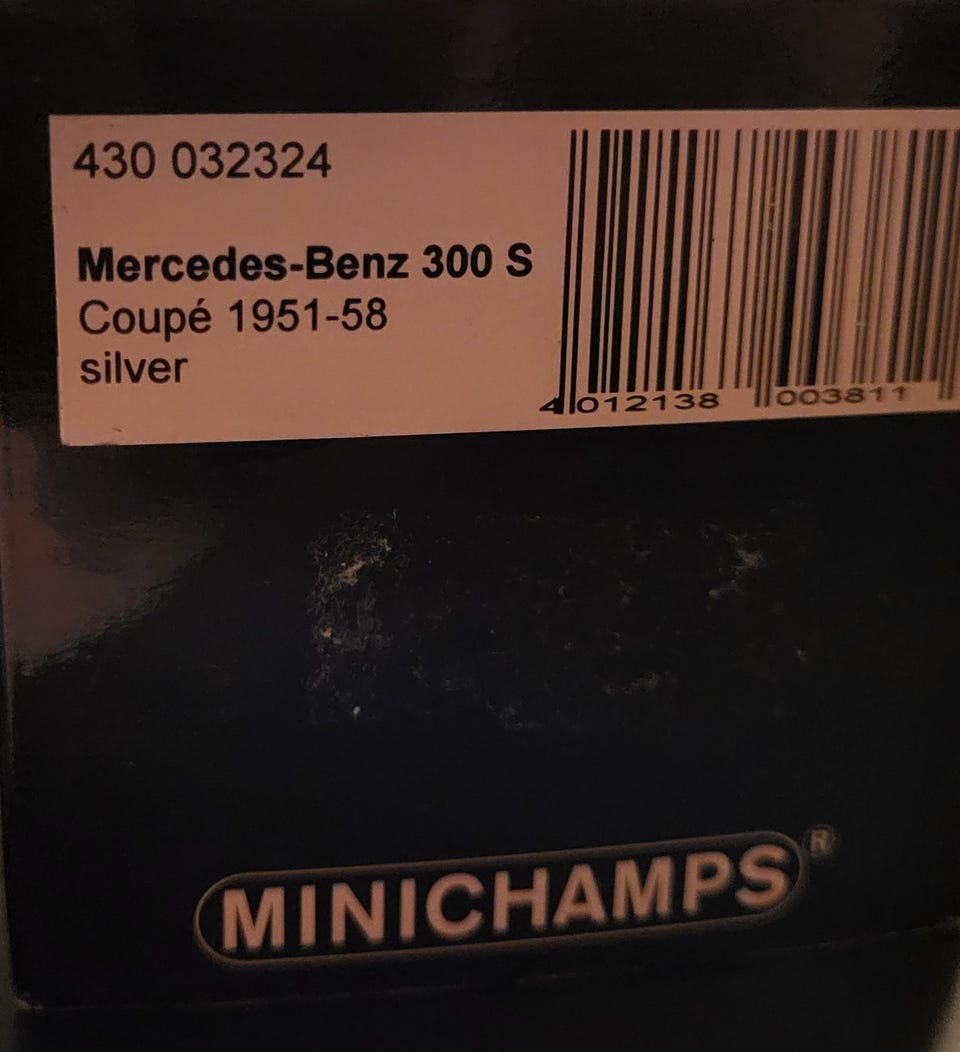 430 032324
Mercedes-Benz 300 S
Coupé 1951-58
silver
4 012138 003811
MINICHAMPS®